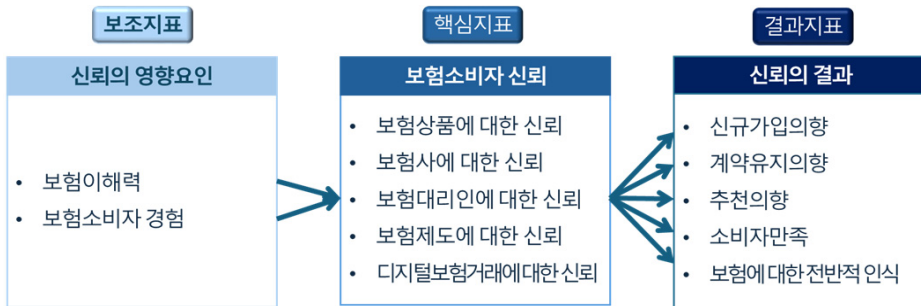 보조지표
신뢰의 영향요인
• 보험이해력
• 보험소비자 경험
핵심지표
보험소비자 신뢰
• 보험상품에 대한 신뢰
• 보험사에 대한 신뢰
• 보험대리인에 대한 신뢰
• 보험제도에 대한 신뢰
• 디지털보험거래에 대한 신뢰
결과지표
신뢰의 결과
• 신규가입의향
• 계약유지의향
• 추천의향
• 소비자만족
• 보험에 대한 전반적 인식